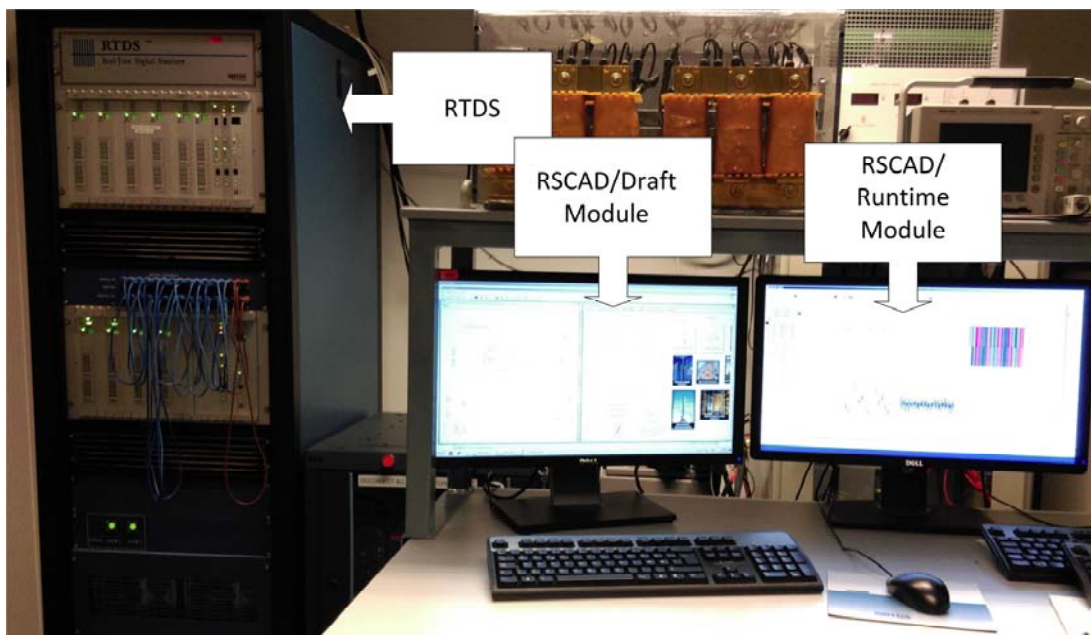 RTDS
Real-Time Digital Simulator
RTDS
RSCAD/Draft
Module
RSCAD/
Runtime
Module
DELL